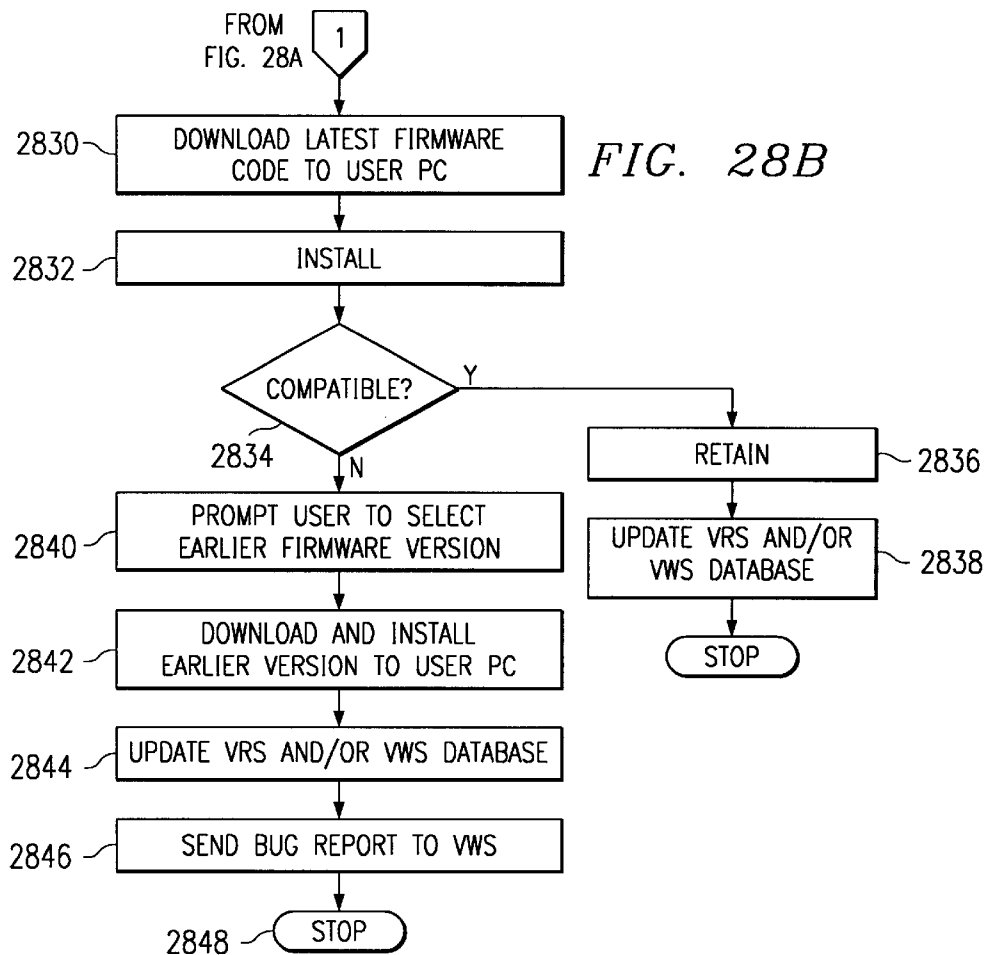 FROM
FIG. 28A
1
2830
DOWNLOAD LATEST FIRMWARE
CODE TO USER PC
FIG. 28B
2832
INSTALL
COMPATIBLE?
Y
2834
N
RETAIN
2836
2840
PROMPT USER TO SELECT
EARLIER FIRMWARE VERSION
UPDATE VRS AND/OR
VWS DATABASE
2838
2842
DOWNLOAD AND INSTALL
EARLIER VERSION TO USER PC
STOP
2844
UPDATE VRS AND/OR VWS DATABASE
2846
SEND BUG REPORT TO VWS
2848
STOP